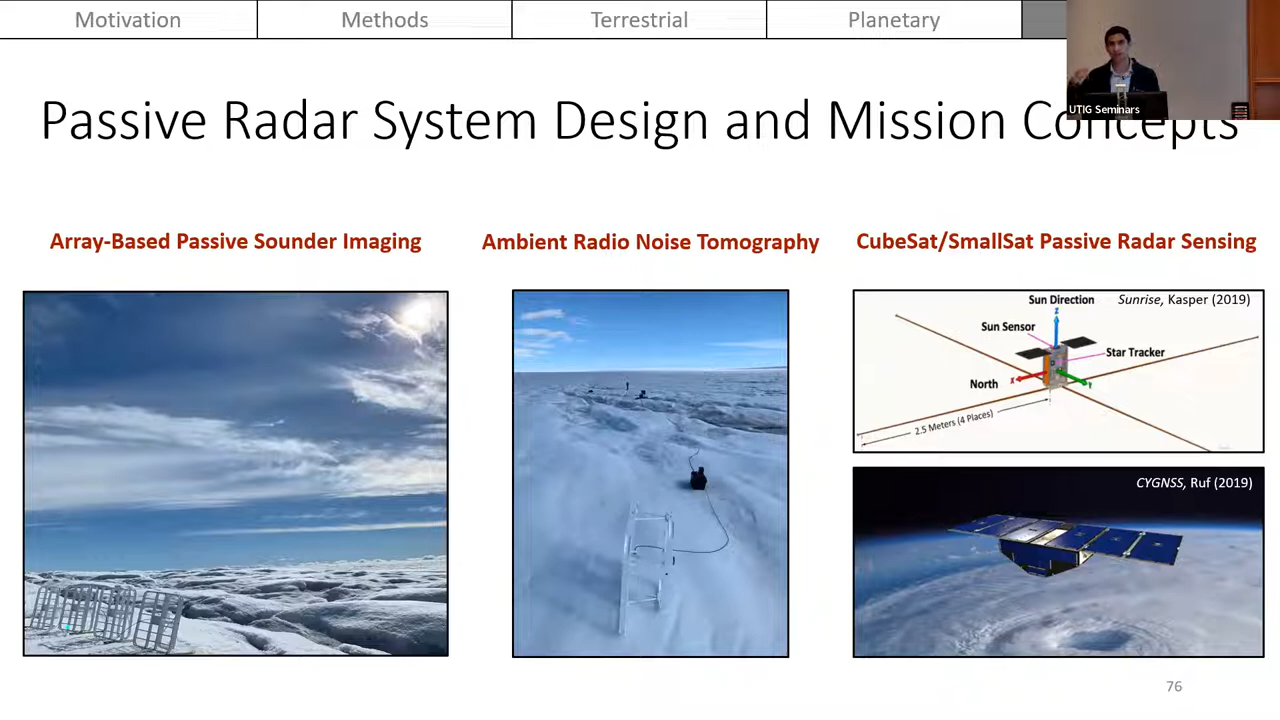 Motivation
Methods
Terrestrial
Planetary
UTIG Seminars
Passive Radar System Design and Mission Concepts
Array-Based Passive Sounder Imaging
Ambient Radio Noise Tomography
CubeSat/SmallSat Passive Radar Sensing
Sun Direction
Sunrise, Kasper (2019)
Z
Sun Sensor
Star Tracker
North
X
Y
2.5 Meters (4 Places)
CYGNSS, Ruf (2019)
76